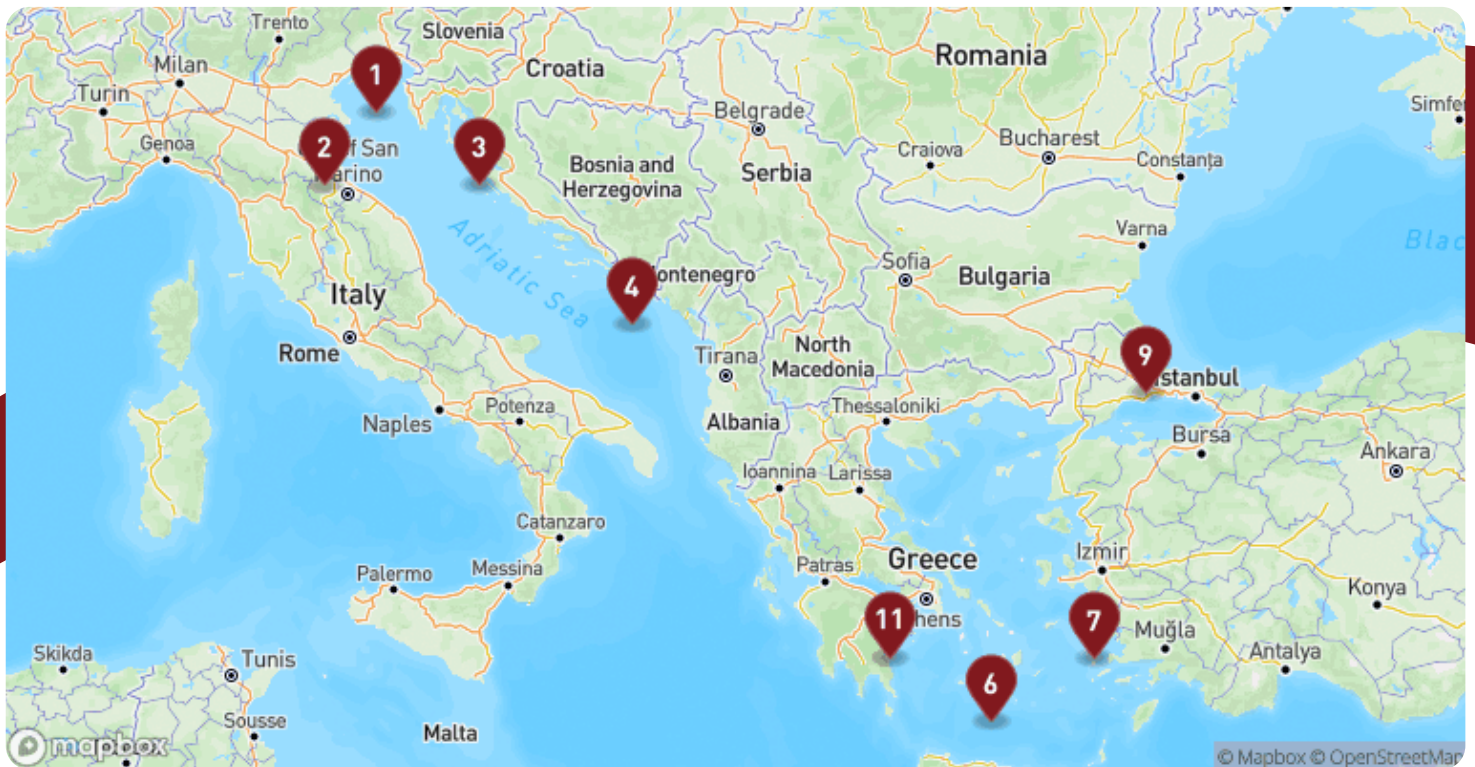 Trento
Slovenia
Milan
1
Croatia
Romania
Turin
Belgrade
Simfer
Genoa
2
f San
arino
3
Bosnia and
Herzegovina
Serbia
Craiova
Bucharest
Constanța
Adriatic Sea
Varna
Blac
4
ontenegro
Sofia
Bulgaria
Italy
Rome
Tirana
North
Macedonia
9
stanbul
Naples
Potenza
Albania
Thessaloniki
Bursa
Ankara
Ioannina
Larissa
Catanzaro
Palermo
Messina
Patras
Greece
Izmir
Konya
11
hens
7
Muğla
Antalya
Skikda
Tunis
6
Sousse
Malta
mapbox
© Mapbox © OpenStreetMap